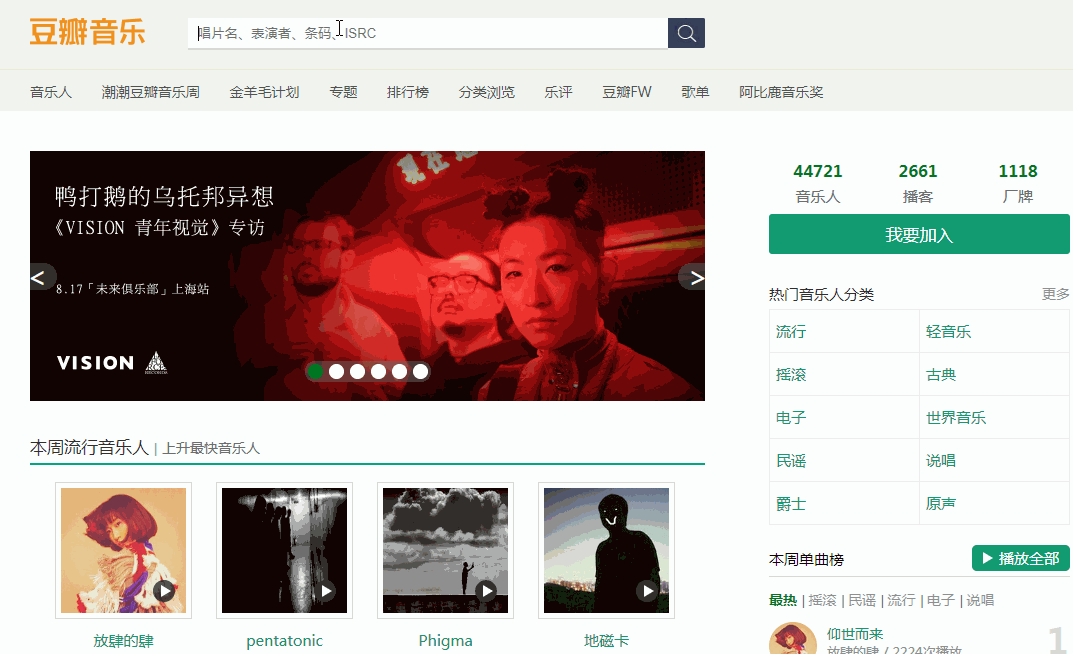 豆瓣音乐
唱片名、表演者、条码、ISRC
音乐人 潮潮豆瓣音乐周 金羊毛计划 专题 排行榜 分类浏览 乐评 豆瓣FW 歌单 阿比鹿音乐奖
鸭打鹅的乌托邦异想
《VISION 青年视觉》专访
8.17「未来俱乐部」上海站
VISION
< >
44721 2661 1118
音乐人 播客 厂牌
我要加入
热门音乐人分类 更多
流行 轻音乐
摇滚 古典
电子 世界音乐
民谣 说唱
爵士 原声
本周流行音乐人 | 上升最快音乐人
放肆的肆 pentatonic Phigma 地磁卡
本周单曲榜 播放全部
最热 | 摇滚 | 民谣 | 流行 | 电子 | 说唱
仰世而来 1
放肆的肆 / 2224次播放